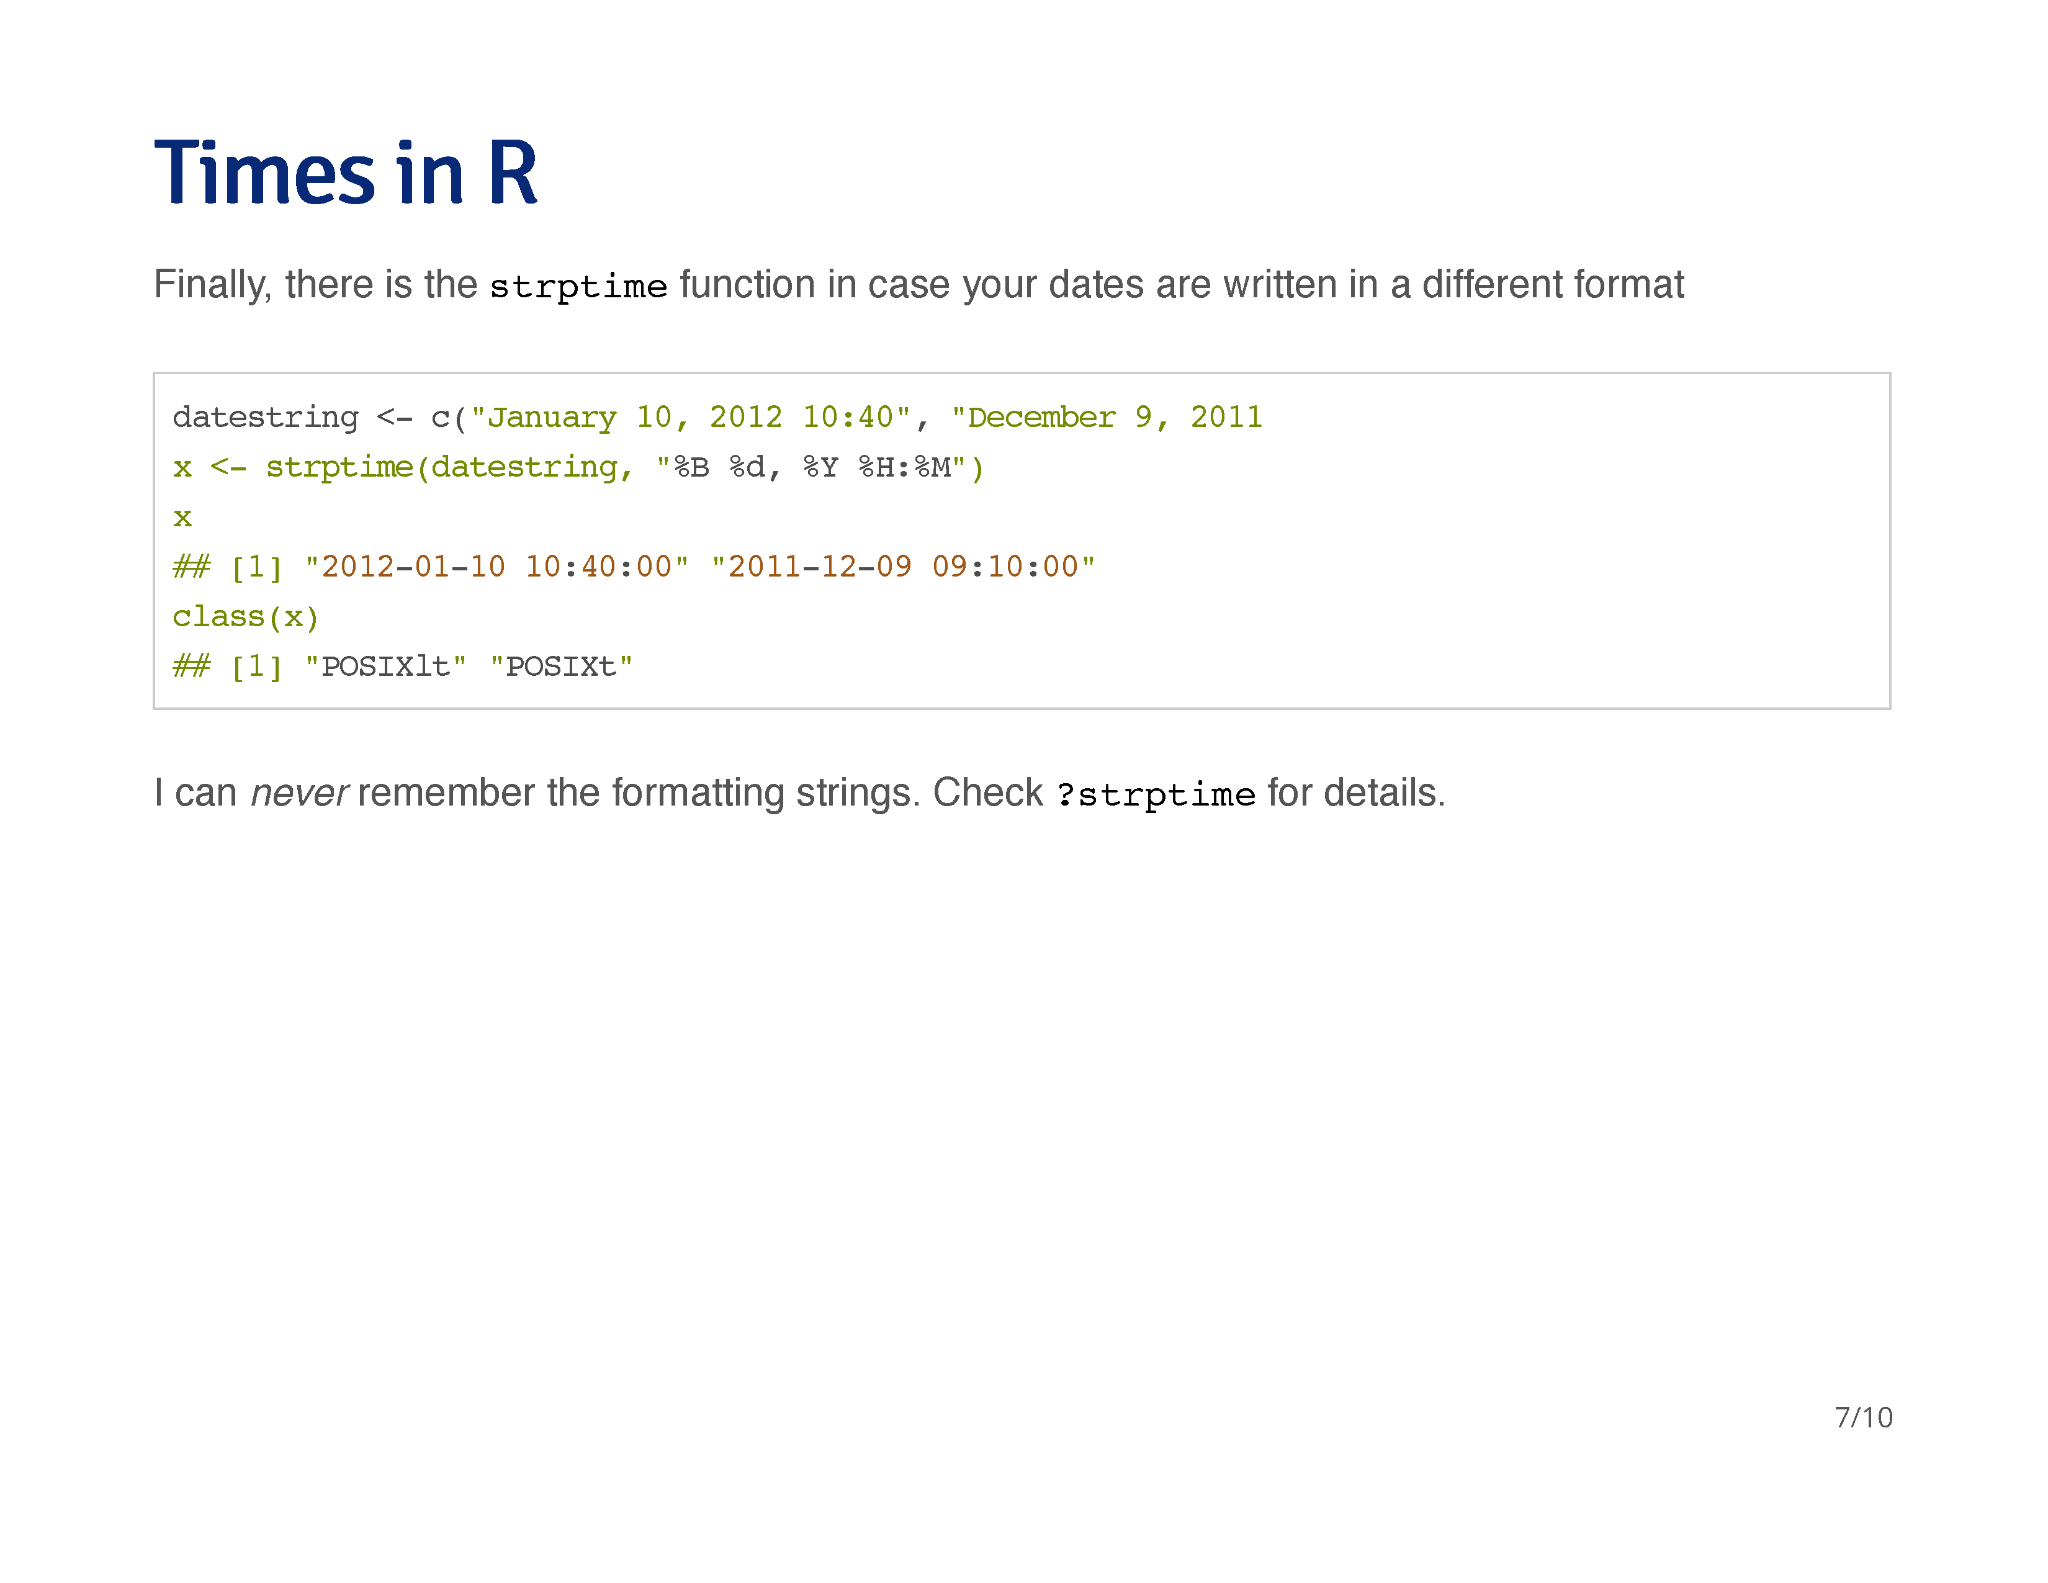 Times in R
Finally, there is the strptime function in case your dates are written in a different format
datestring <- c("January 10, 2012 10:40", "December 9, 2011
x <- strptime(datestring, "%B %d, %Y %H:%M")
x
## [1] "2012-01-10 10:40:00" "2011-12-09 09:10:00"
class(x)
## [1] "POSIXlt" "POSIXt"
I can never remember the formatting strings. Check ?strptime for details.
7/10